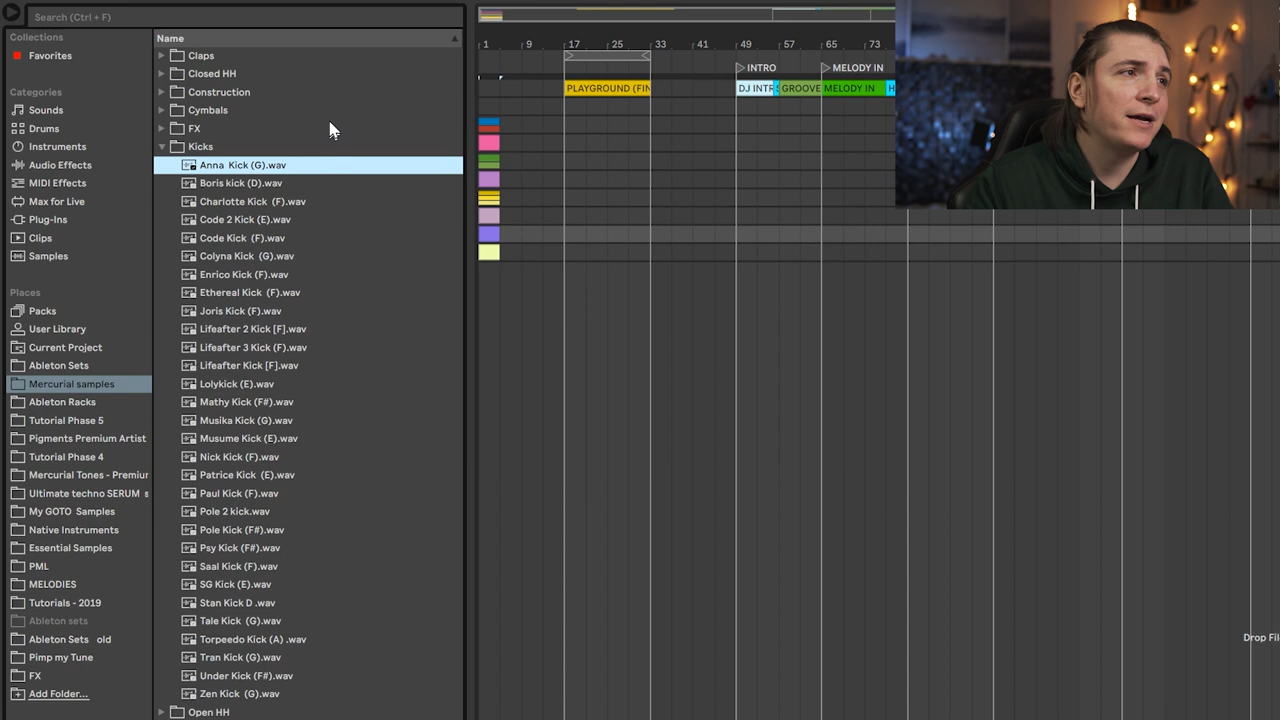 Search (Ctrl + F)
Collections
Favorites
Categories
Sounds
Drums
Instruments
Audio Effects
MIDI Effects
Max for Live
Plug-Ins
Clips
Samples
Places
Packs
User Library
Current Project
Ableton Sets
Mercurial samples
Ableton Racks
Tutorial Phase 5
Pigments Premium Artist
Tutorial Phase 4
Mercurial Tones - Premiur
Ultimate techno SERUM s
My GOTO Samples
Native Instruments
Essential Samples
PML
MELODIES
Tutorials - 2019
Ableton sets
Ableton Sets old
Pimp my Tune
FX
Add Folder...
Name
Claps
Closed HH
Construction
Cymbals
FX
Kicks
Anna Kick (G).wav
Boris kick (D).wav
Charlotte Kick (F).wav
Code 2 Kick (E).wav
Code Kick (F).wav
Colyna Kick (G).wav
Enrico Kick (F).wav
Ethereal Kick (F).wav
Joris Kick (F).wav
Lifeafter 2 Kick [F].wav
Lifeafter 3 Kick (F).wav
Lifeafter Kick [F].wav
Lolykick (E).wav
Mathy Kick (F#).wav
Musika Kick (G).wav
Musume Kick (E).wav
Nick Kick (F).wav
Patrice Kick (E).wav
Paul Kick (F).wav
Pole 2 kick.wav
Pole Kick (F#).wav
Psy Kick (F#).wav
Saal Kick (F).wav
SG Kick (E).wav
Stan Kick D .wav
Tale Kick (G).wav
Torpeedo Kick (A) .wav
Tran Kick (G).wav
Under Kick (F#).wav
Zen Kick (G).wav
Open HH
1 9 17 25 33 41 49 57 65 73
INTRO MELODY IN
PLAYGROUND (FIN DJ INTR S GROOVE MELODY IN H
Drop Fil